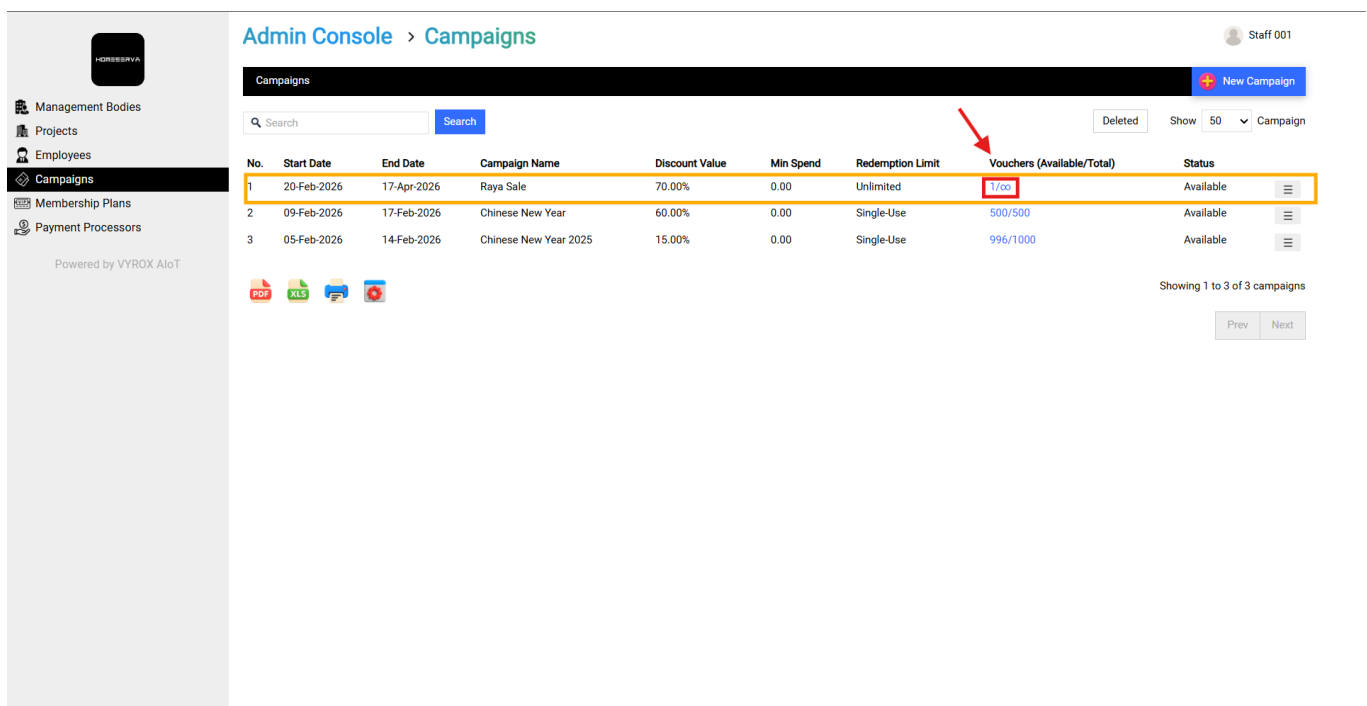 Admin Console > Campaigns
Staff 001
HOMESERVA
Campaigns
New Campaign
Management Bodies
Projects
Employees
Campaigns
Membership Plans
Payment Processors
Powered by VYROX AIoT
Search
Search
Deleted
Show 50 Campaign
No. Start Date End Date Campaign Name Discount Value Min Spend Redemption Limit Vouchers (Available/Total) Status
1 20-Feb-2026 17-Apr-2026 Raya Sale 70.00% 0.00 Unlimited 1/∞ Available
2 09-Feb-2026 17-Feb-2026 Chinese New Year 60.00% 0.00 Single-Use 500/500 Available
3 05-Feb-2026 14-Feb-2026 Chinese New Year 2025 15.00% 0.00 Single-Use 996/1000 Available
PDF
XLS
Showing 1 to 3 of 3 campaigns
Prev Next